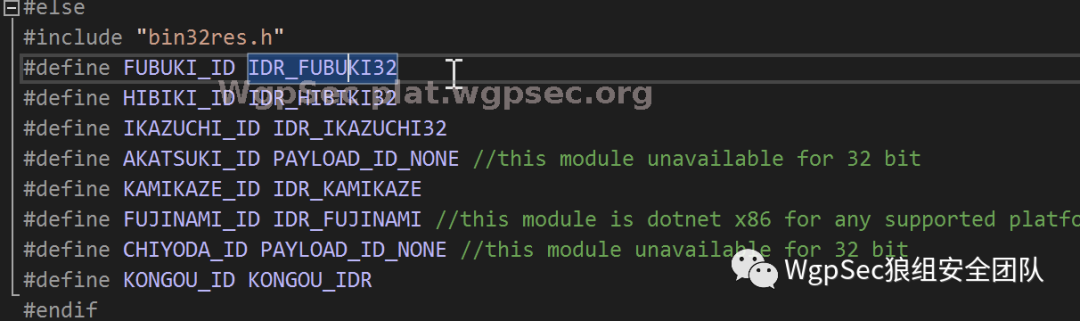 #else
#include "bin32res.h"
#define FUBUKI_ID IDR_FUBUKI32
WgpSec plat.wgpsec.org
#define HIBIKI_ID IDR_HIBIKI32
#define IKAZUCHI_ID IDR_IKAZUCHI32
#define AKATSUKI_ID PAYLOAD_ID_NONE //this module unavailable for 32 bit
#define KAMIKAZE_ID IDR_KAMIKAZE
#define FUJINAMI_ID IDR_FUJINAMI //this module is dotnet x86 for any supported platfo
#define CHIYODA_ID PAYLOAD_ID_NONE //this module unavailable for 32 bit
#define KONGOU_ID KONGOU_IDR
WgpSec狼组安全团队
#endif